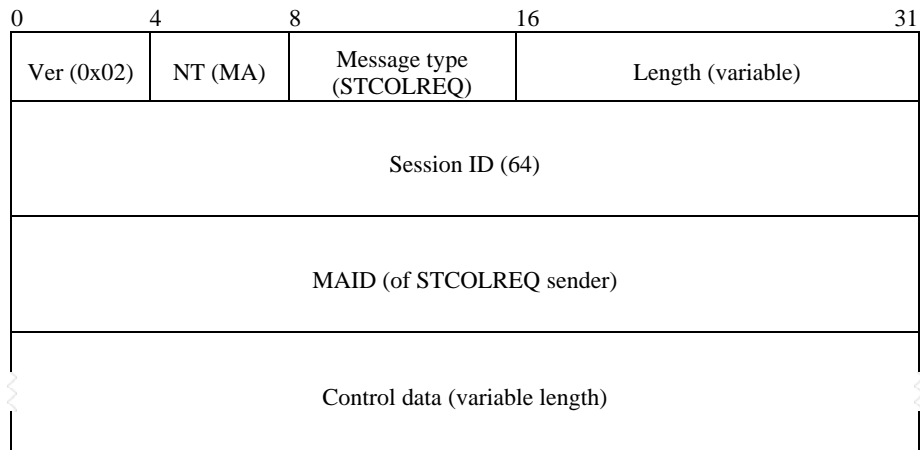 0 4 8 16 31
Ver (0x02) NT (MA) Message type (STCOLREQ) Length (variable)
Session ID (64)
MAID (of STCOLREQ sender)
Control data (variable length)